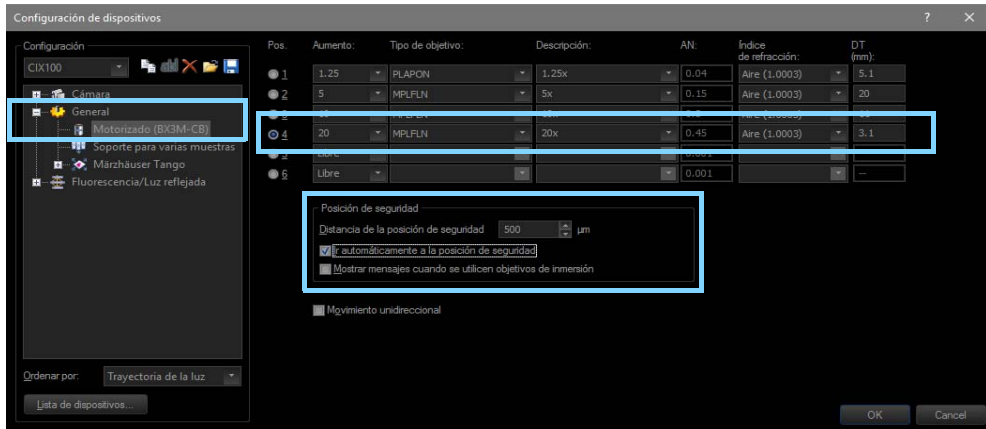 Configuración de dispositivos ? ×
Configuración
CIX100
Cámara
General
Motorizado (BX3M-CB)
Soporte para varias muestras
Märzhäuser Tango
Fluorescencia/Luz reflejada
Ordenar por: Trayectoria de la luz
Lista de dispositivos...
Pos. Aumento: Tipo de objetivo: Descripción: AN: Índice de refracción: DT (mm):
1 1.25 PLAPON 1.25x 0.04 Aire (1.0003) 5.1
2 5 MPLFLN 5x 0.15 Aire (1.0003) 20
4 20 MPLFLN 20x 0.45 Aire (1.0003) 3.1
5 Libre 0.001
6 Libre 0.001 --
Posición de seguridad
Distancia de la posición de seguridad 500 µm
Ir automáticamente a la posición de seguridad
Mostrar mensajes cuando se utilicen objetivos de inmersión
Movimiento unidireccional
OK Cancel